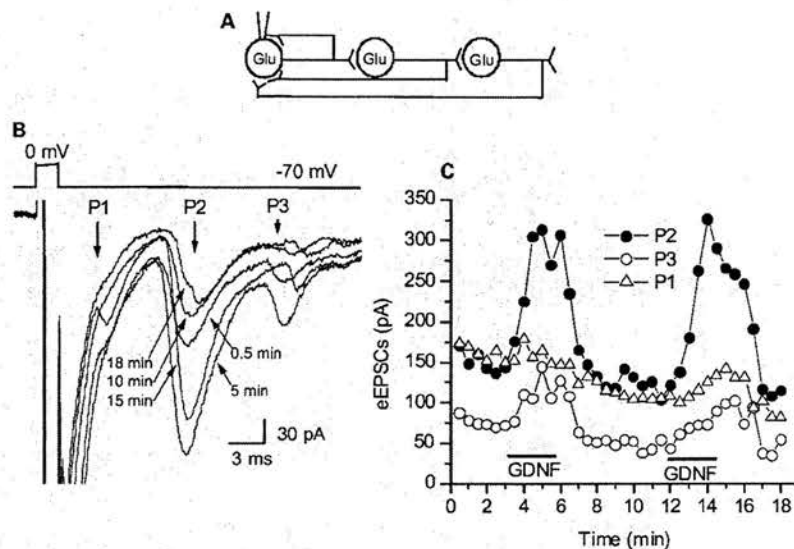 A
Glu Glu Glu
B
0 mV
-70 mV
P1 P2 P3
18 min
10 min
15 min
0.5 min
5 min
30 pA
3 ms
C
eEPSCs (pA)
350
300
250
200
150
100
50
0
P2
P3
P1
GDNF GDNF
0 2 4 6 8 10 12 14 16 18
Time (min)